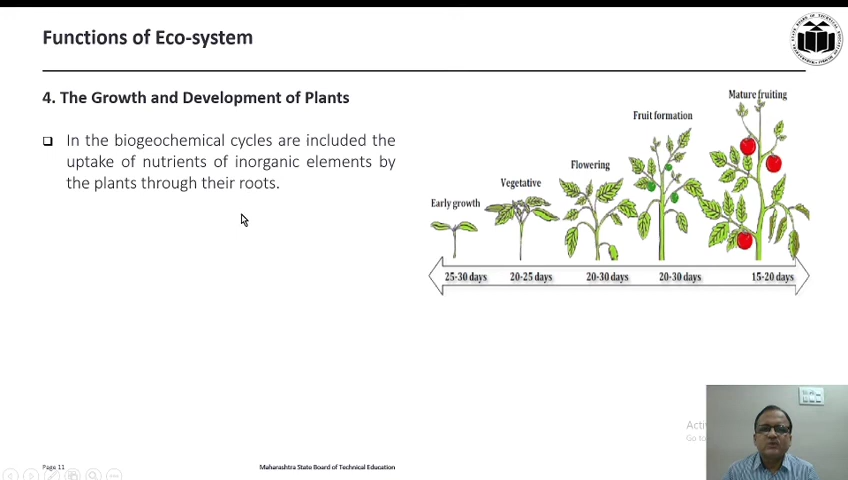 Functions of Eco-system
4. The Growth and Development of Plants
In the biogeochemical cycles are included the
uptake of nutrients of inorganic elements by
the plants through their roots.
Mature fruiting
Fruit formation
Flowering
Vegetative
Early growth
25-30 days
20-25 days
20-30 days
20-30 days
15-20 days
Page 11
Maharashtra State Board of Technical Education